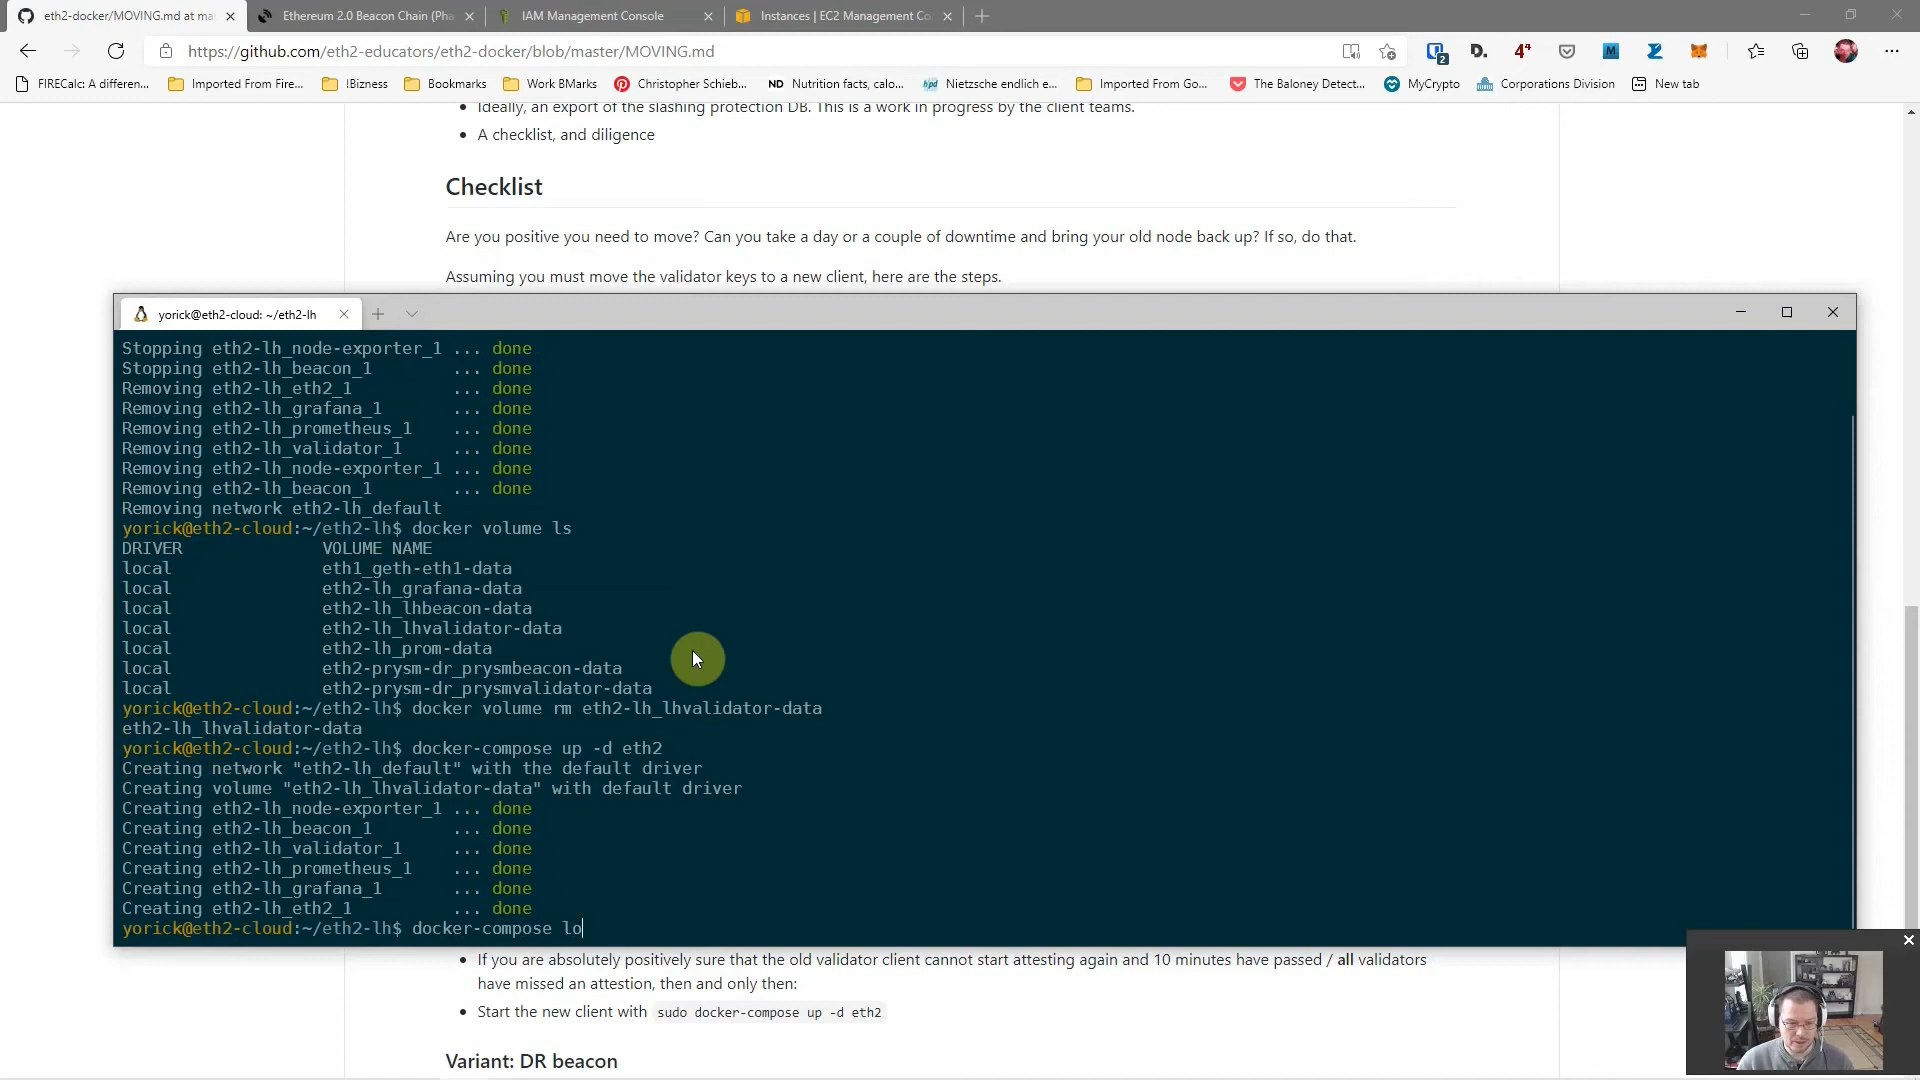 eth2-docker/MOVING.md at ma
Ethereum 2.0 Beacon Chain (Pha
IAM Management Console
Instances | EC2 Management Co
https://github.com/eth2-educators/eth2-docker/blob/master/MOVING.md
FIRECalc: A differen...
Imported From Fire...
!Bizness
Bookmarks
Work BMarks
Christopher Schieb...
ND Nutrition facts, calo...
hpd Nietzsche endlich e...
Imported From Go...
The Baloney Detect...
MyCrypto
Corporations Division
New tab
• Ideally, an export of the slashing protection DB. This is a work in progress by the client teams.
• A checklist, and diligence
Checklist
Are you positive you need to move? Can you take a day or a couple of downtime and bring your old node back up? If so, do that.
Assuming you must move the validator keys to a new client, here are the steps.
yorick@eth2-cloud: ~/eth2-lh
Stopping eth2-lh_node-exporter_1 ... done
Stopping eth2-lh_beacon_1 ... done
Removing eth2-lh_eth2_1 ... done
Removing eth2-lh_grafana_1 ... done
Removing eth2-lh_prometheus_1 ... done
Removing eth2-lh_validator_1 ... done
Removing eth2-lh_node-exporter_1 ... done
Removing eth2-lh_beacon_1 ... done
Removing network eth2-lh_default
yorick@eth2-cloud:~/eth2-lh$ docker volume ls
DRIVER VOLUME NAME
local eth1_geth-eth1-data
local eth2-lh_grafana-data
local eth2-lh_lhbeacon-data
local eth2-lh_lhvalidator-data
local eth2-lh_prom-data
local eth2-prysm-dr_prysmbeacon-data
local eth2-prysm-dr_prysmvalidator-data
yorick@eth2-cloud:~/eth2-lh$ docker volume rm eth2-lh_lhvalidator-data
eth2-lh_lhvalidator-data
yorick@eth2-cloud:~/eth2-lh$ docker-compose up -d eth2
Creating network "eth2-lh_default" with the default driver
Creating volume "eth2-lh_lhvalidator-data" with default driver
Creating eth2-lh_node-exporter_1 ... done
Creating eth2-lh_beacon_1 ... done
Creating eth2-lh_validator_1 ... done
Creating eth2-lh_prometheus_1 ... done
Creating eth2-lh_grafana_1 ... done
Creating eth2-lh_eth2_1 ... done
yorick@eth2-cloud:~/eth2-lh$ docker-compose lo
• If you are absolutely positively sure that the old validator client cannot start attesting again and 10 minutes have passed / all validators
have missed an attestion, then and only then:
• Start the new client with sudo docker-compose up -d eth2
Variant: DR beacon